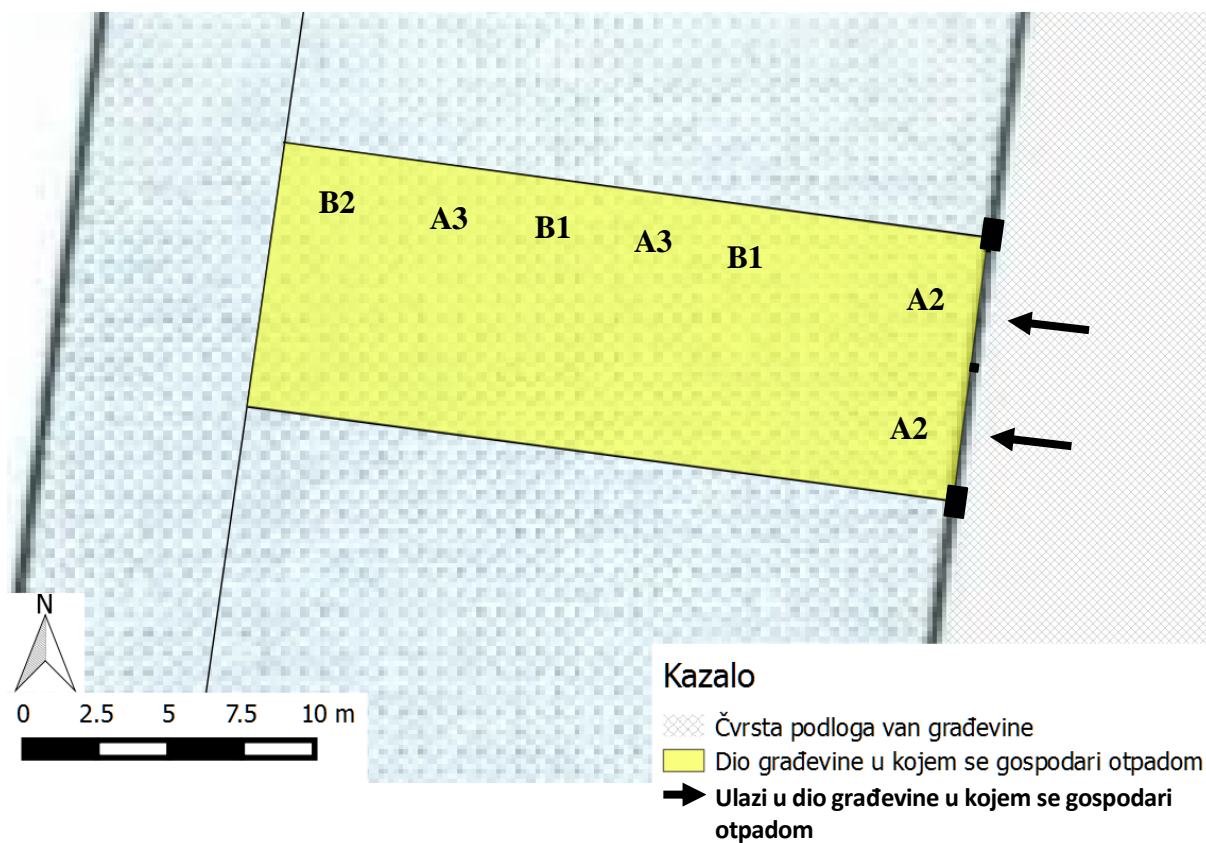 B2
A3
B1
A3
B1
A2
A2
N
0 2.5 5 7.5 10 m
Kazalo
Čvrsta podloga van građevine
Dio građevine u kojem se gospodari otpadom
Ulazi u dio građevine u kojem se gospodari
otpadom